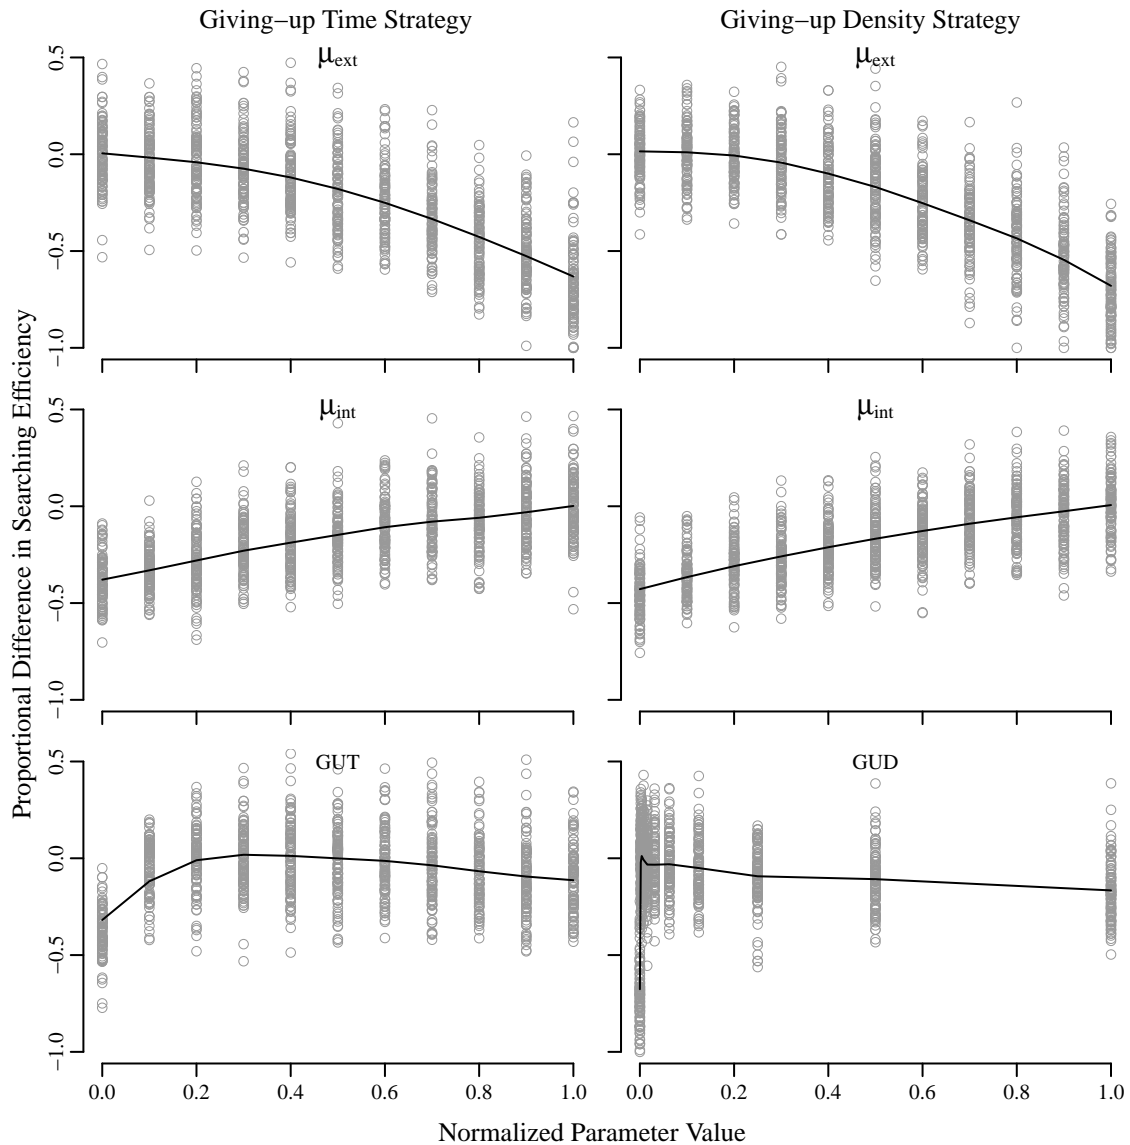 Giving−up Time Strategy
Giving−up Density Strategy
μext
μext
0.5
0.0
−0.5
−1.0
μint
μint
0.5
0.0
−0.5
−1.0
GUT
GUD
0.5
0.0
−0.5
−1.0
Proportional Difference in Searching Efficiency
0.0 0.2 0.4 0.6 0.8 1.0
0.0 0.2 0.4 0.6 0.8 1.0
Normalized Parameter Value